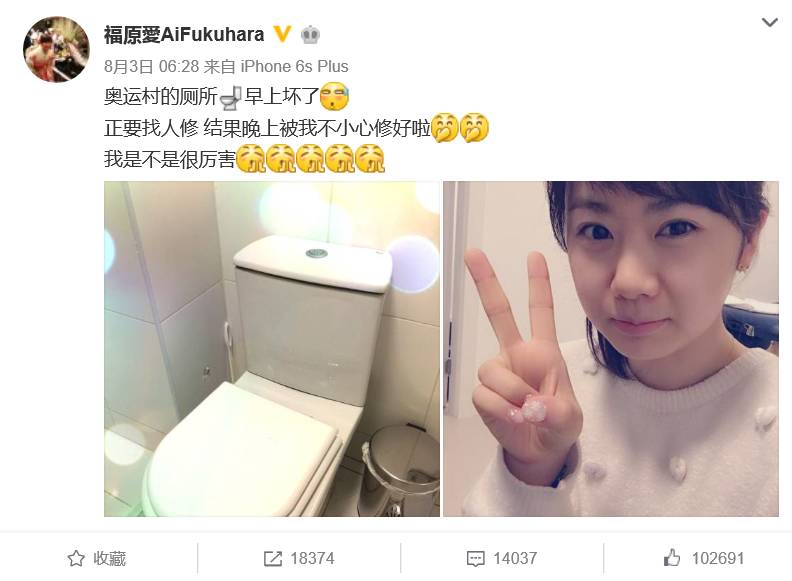 福原愛AiFukuhara
8月3日 06:28 来自 iPhone 6s Plus
奥运村的厕所早上坏了
正要找人修 结果晚上被我不小心修好啦
我是不是很厉害
收藏
18374
14037
102691